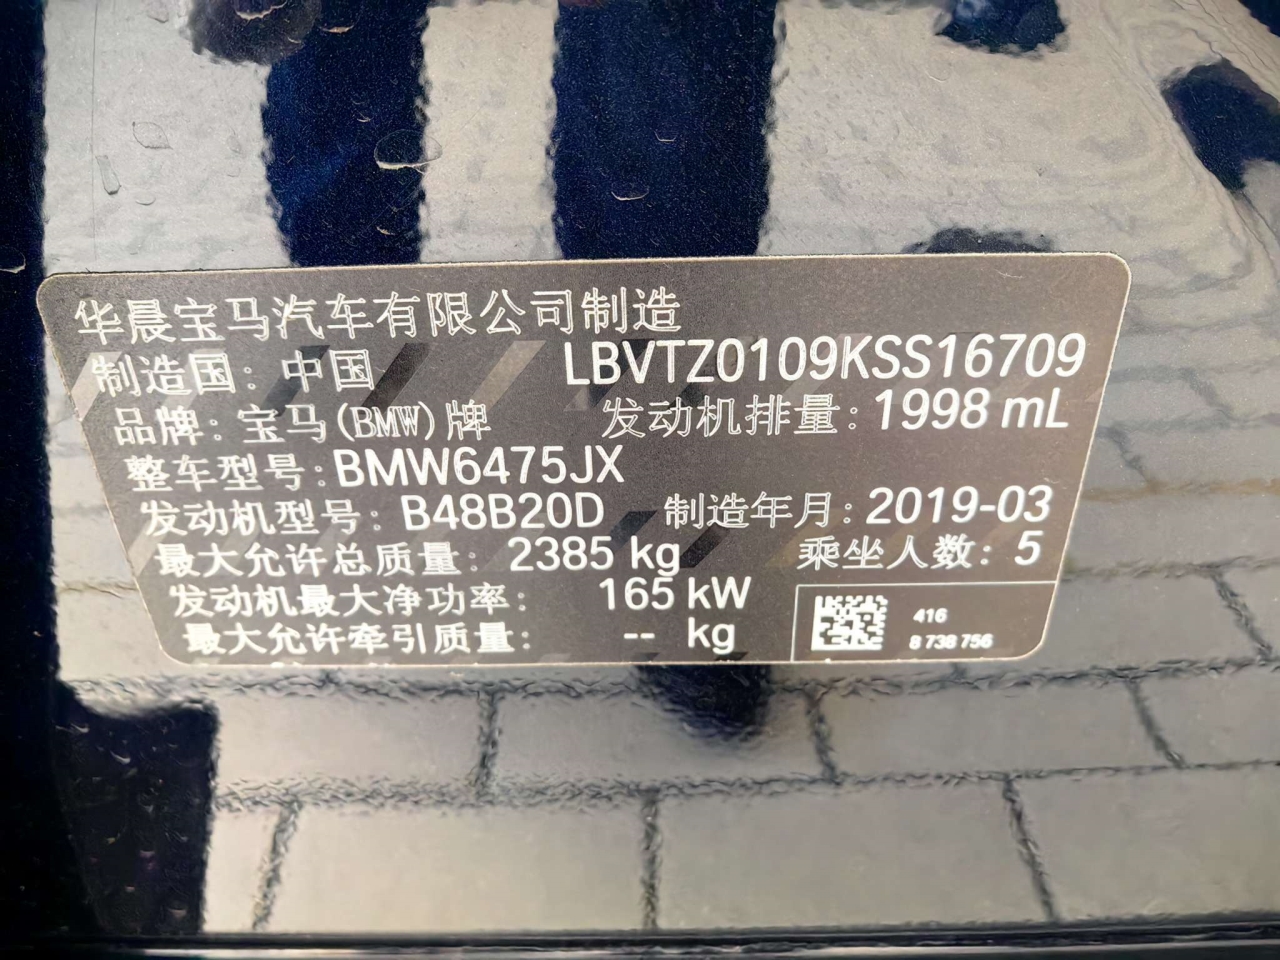 华晨宝马汽车有限公司制造
制造国：中国 LBVTZ0109KSS16709
品牌：宝马(BMW)牌 发动机排量：1998 mL
整车型号：BMW6475JX
发动机型号：B48B20D 制造年月：2019-03
最大允许总质量：2385 kg 乘坐人数：5
发动机最大净功率：165 kW
最大允许牵引质量：-- kg
416
8 738 756